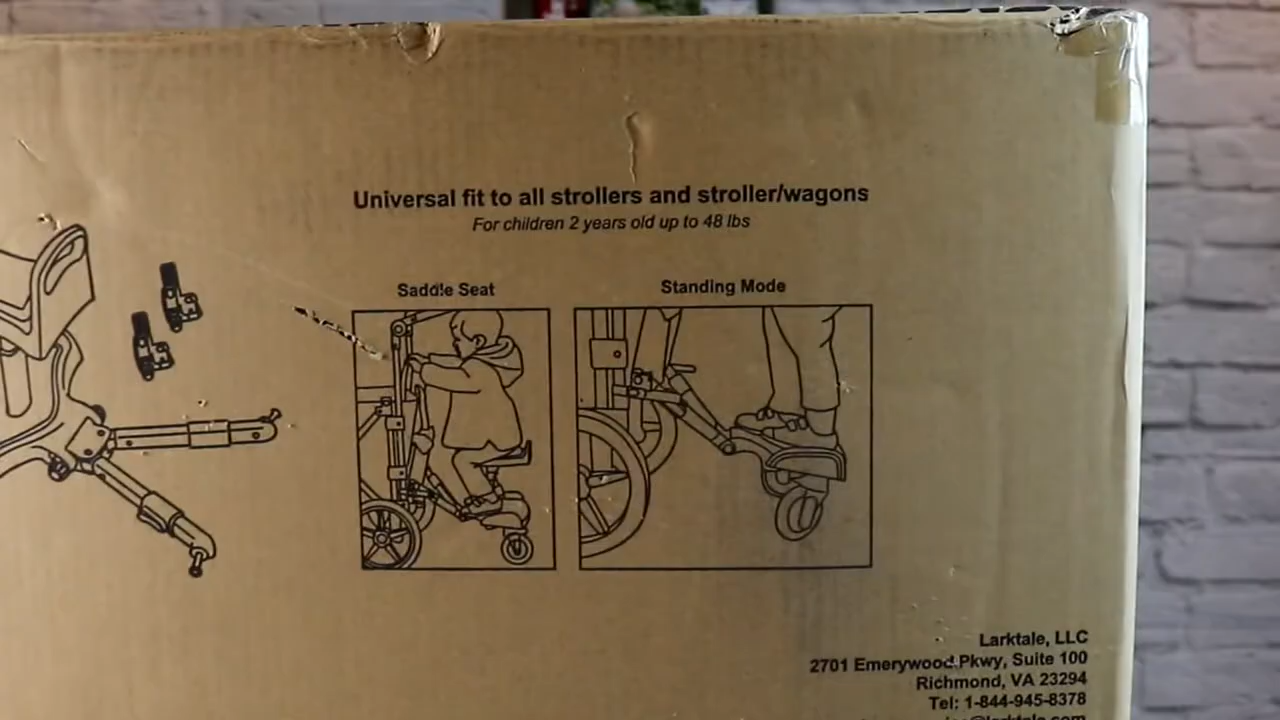 Universal fit to all strollers and stroller/wagons
For children 2 years old up to 48 lbs
Saddle Seat
Standing Mode
Larktale, LLC
2701 Emerywood Pkwy, Suite 100
Richmond, VA 23294
Tel: 1-844-945-8378